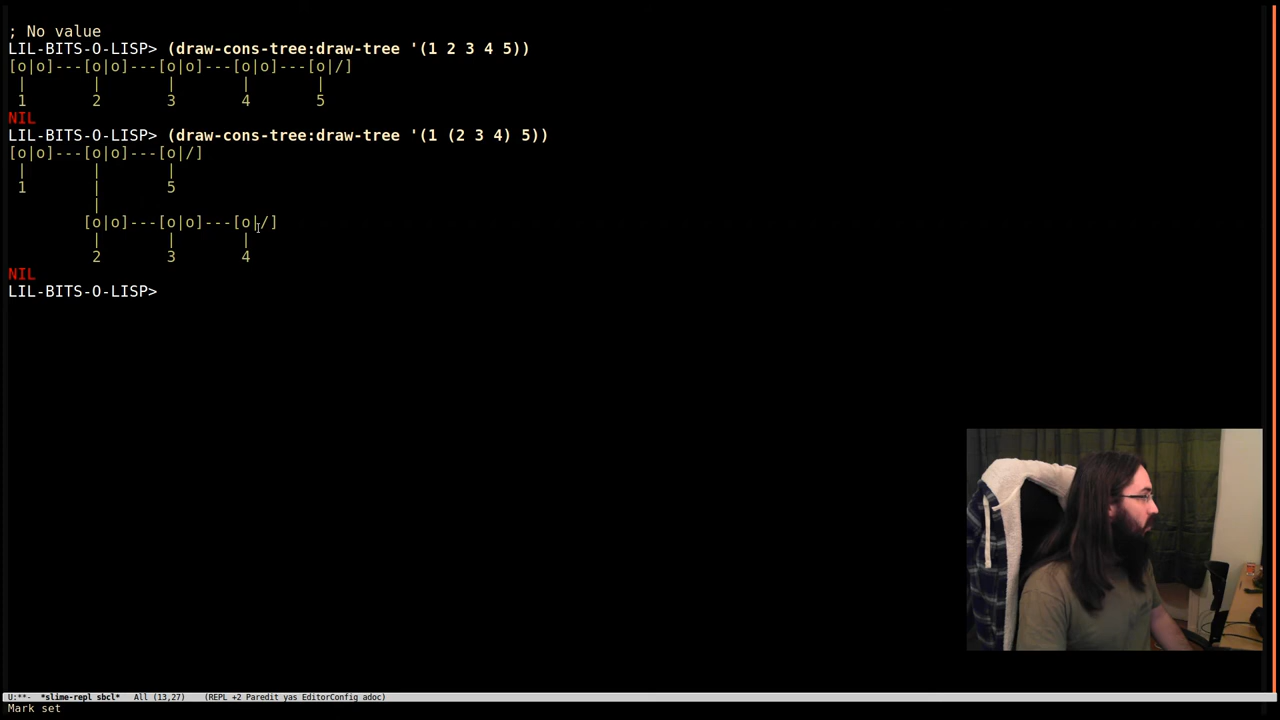 ; No value
LIL-BITS-O-LISP> (draw-cons-tree:draw-tree '(1 2 3 4 5))
[o|o]---[o|o]---[o|o]---[o|o]---[o|/]
 |       |       |       |       |
 1       2       3       4       5
NIL
LIL-BITS-O-LISP> (draw-cons-tree:draw-tree '(1 (2 3 4) 5))
[o|o]---[o|o]---[o|/]
 |       |       |
 1       |       5
         |
        [o|o]---[o|o]---[o|/]
         |       |       |
         2       3       4
NIL
LIL-BITS-O-LISP>
U:**-  *slime-repl sbcl*   All (13,27)    (REPL +2 Paredit yas EditorConfig adoc)
Mark set